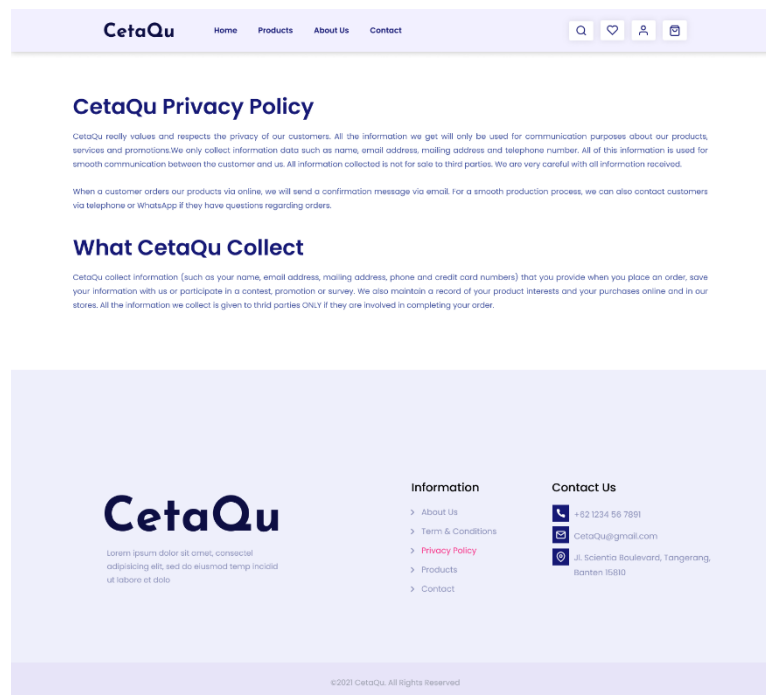 CetaQu Home Products About Us Contact
CetaQu Privacy Policy
CetaQu really values and respects the privacy of our customers. All the information we get will only be used for communication purposes about our products,
services and promotions.We only collect information data such as name, email address, mailing address and telephone number. All of this information is used for
smooth communication between the customer and us. All information collected is not for sale to third parties. We are very careful with all information received.
When a customer orders our products via online, we will send a confirmation message via email. For a smooth production process, we can also contact customers
via telephone or WhatsApp if they have questions regarding orders.
What CetaQu Collect
CetaQu collect information (such as your name, email address, mailing address, phone and credit card numbers) that you provide when you place an order, save
your information with us or participate in a contest, promotion or survey. We also maintain a record of your product interests and your purchases online and in our
stores. All the information we collect is given to thrid parties ONLY if they are involved in completing your order.
CetaQu
Lorem ipsum dolor sit amet, consectel
adipisicing elit, sed do eiusmod temp incidid
ut labore et dolo
Information
About Us
Term & Conditions
Privacy Policy
Products
Contact
Contact Us
+62 1234 56 7891
CetaQu@gmail.com
Jl. Scientia Boulevard, Tangerang,
Banten 15810
©2021 CetaQu. All Rights Reserved